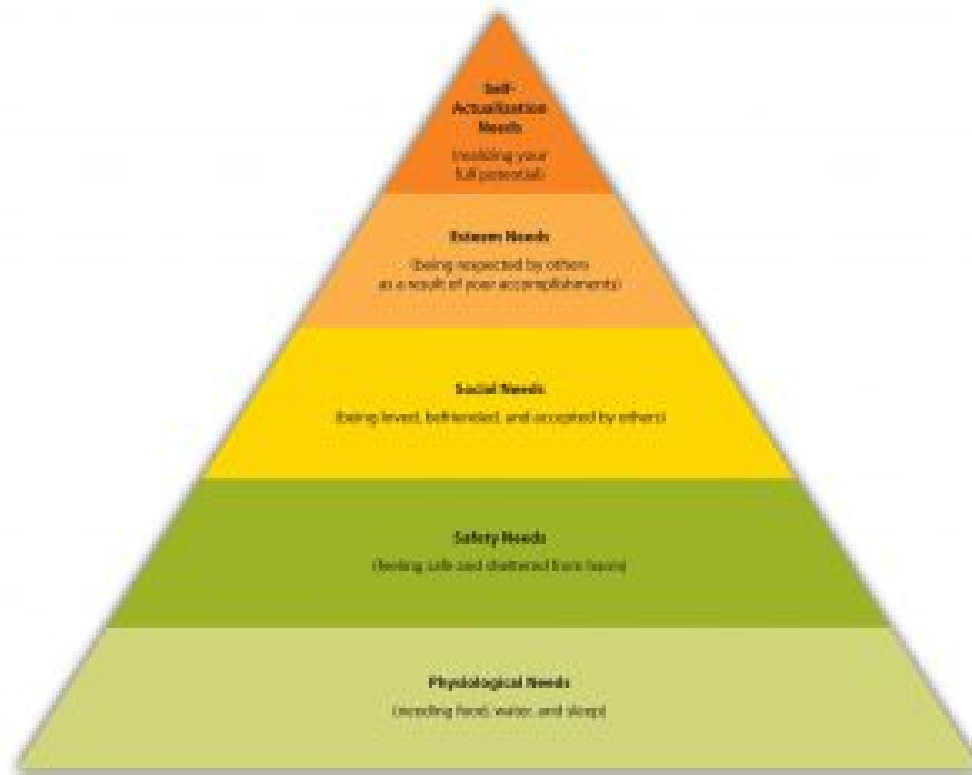 Self-
Actualization
Needs
(realizing your
full potential)
Esteem Needs
(being respected by others
as a result of your accomplishments)
Social Needs
(being loved, befriended, and accepted by others)
Safety Needs
(feeling safe and sheltered from harm)
Physiological Needs
(needing food, water, and sleep)